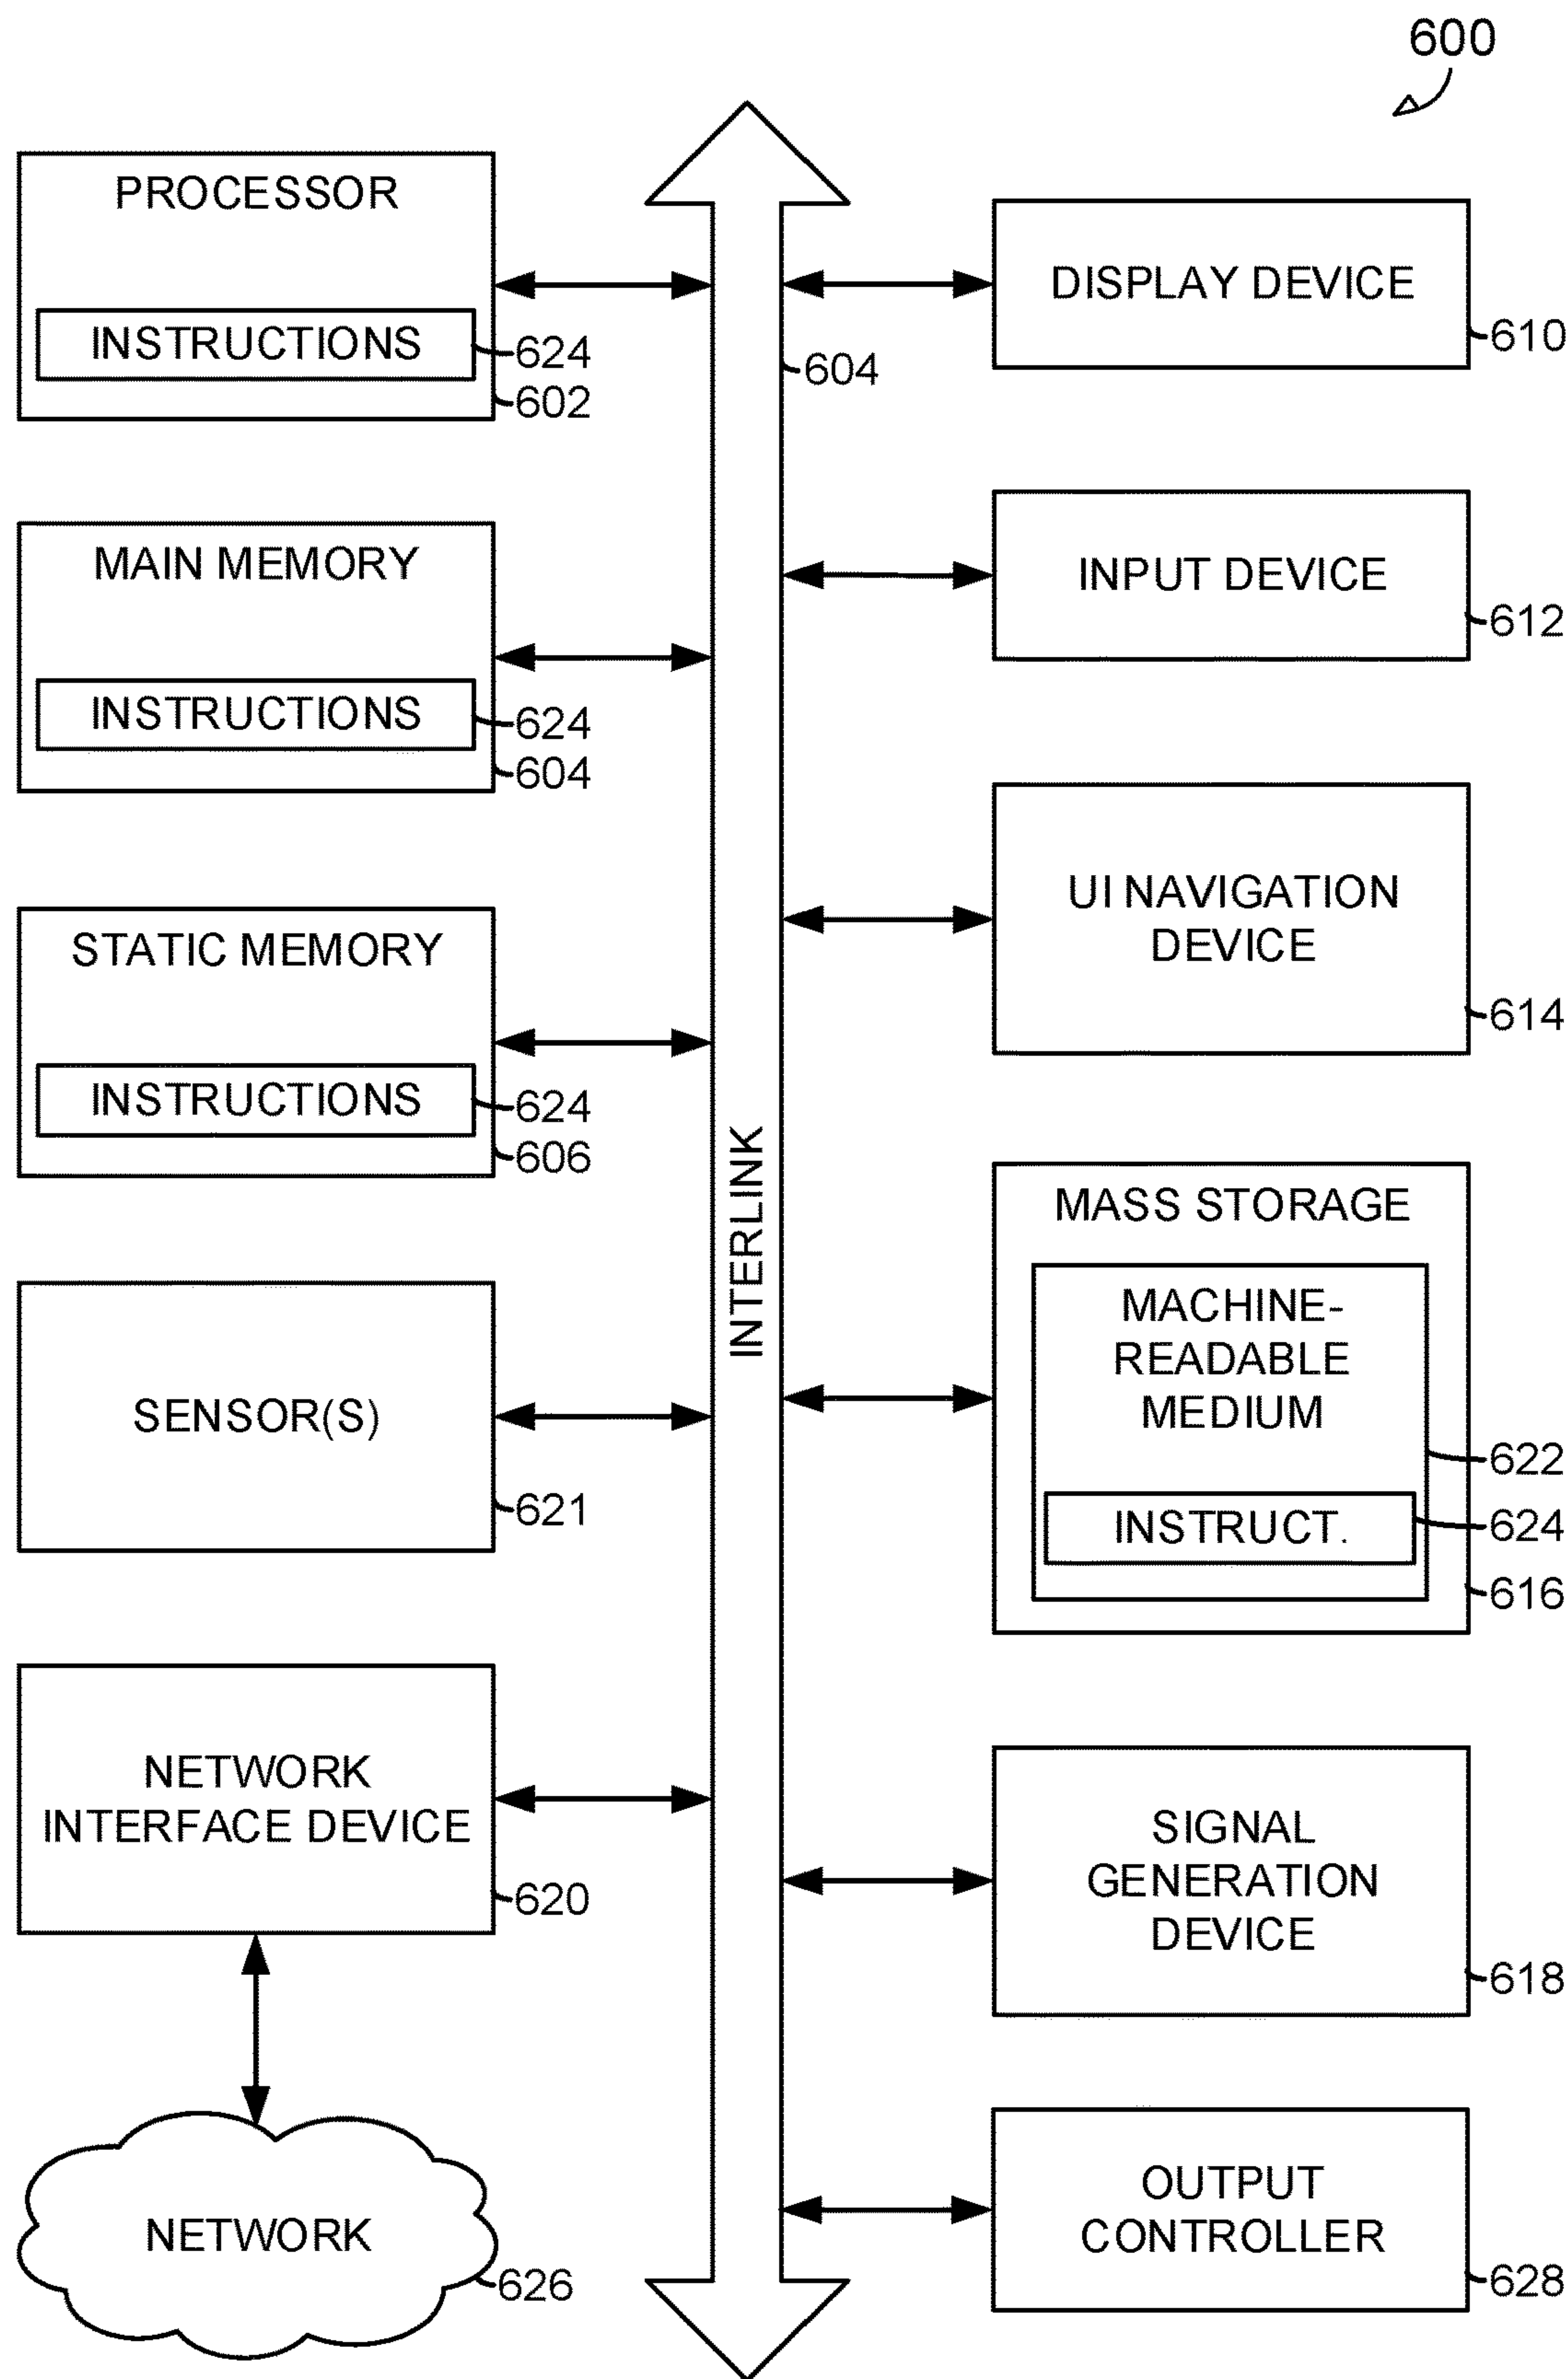 600
PROCESSOR
INSTRUCTIONS
624
602
MAIN MEMORY
INSTRUCTIONS
624
604
STATIC MEMORY
INSTRUCTIONS
624
606
SENSOR(S)
621
NETWORK
INTERFACE DEVICE
620
NETWORK
626
INTERLINK
604
DISPLAY DEVICE
610
INPUT DEVICE
612
UI NAVIGATION
DEVICE
614
MASS STORAGE
MACHINE-
READABLE
MEDIUM
622
INSTRUCT.
624
616
SIGNAL
GENERATION
DEVICE
618
OUTPUT
CONTROLLER
628